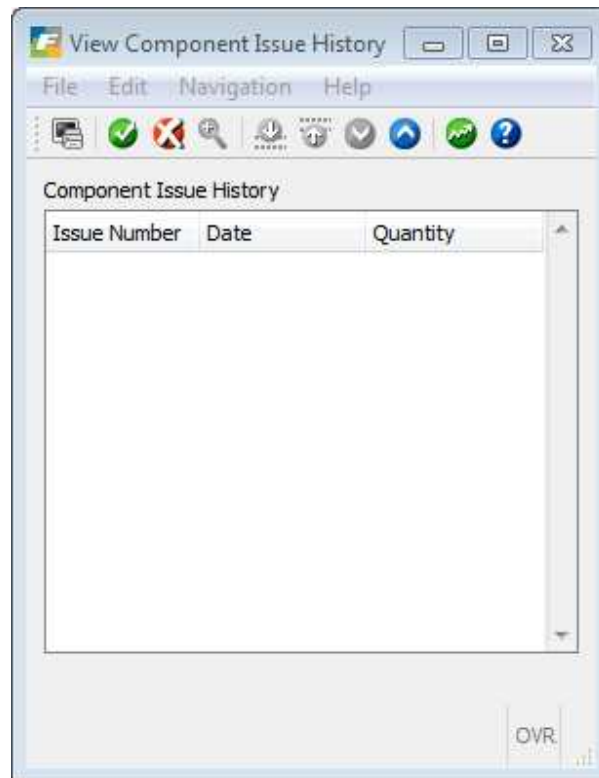 View Component Issue History
File Edit Navigation Help
Component Issue History
Issue Number Date Quantity
OVR